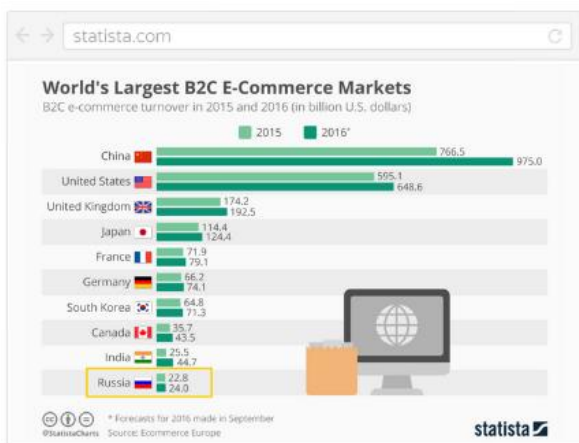 statista.com
World's Largest B2C E-Commerce Markets
B2C e-commerce turnover in 2015 and 2016 (in billion U.S. dollars)
2015 2016*
China 766.5
975.0
United States 595.1
648.6
United Kingdom 174.2
192.5
Japan 114.4
124.4
France 71.9
79.1
Germany 66.2
74.1
South Korea 64.8
71.3
Canada 35.7
43.5
India 25.5
44.7
Russia 22.8
24.0
* Forecasts for 2016 made in September
@StatistaCharts Source: Ecommerce Europe
statista